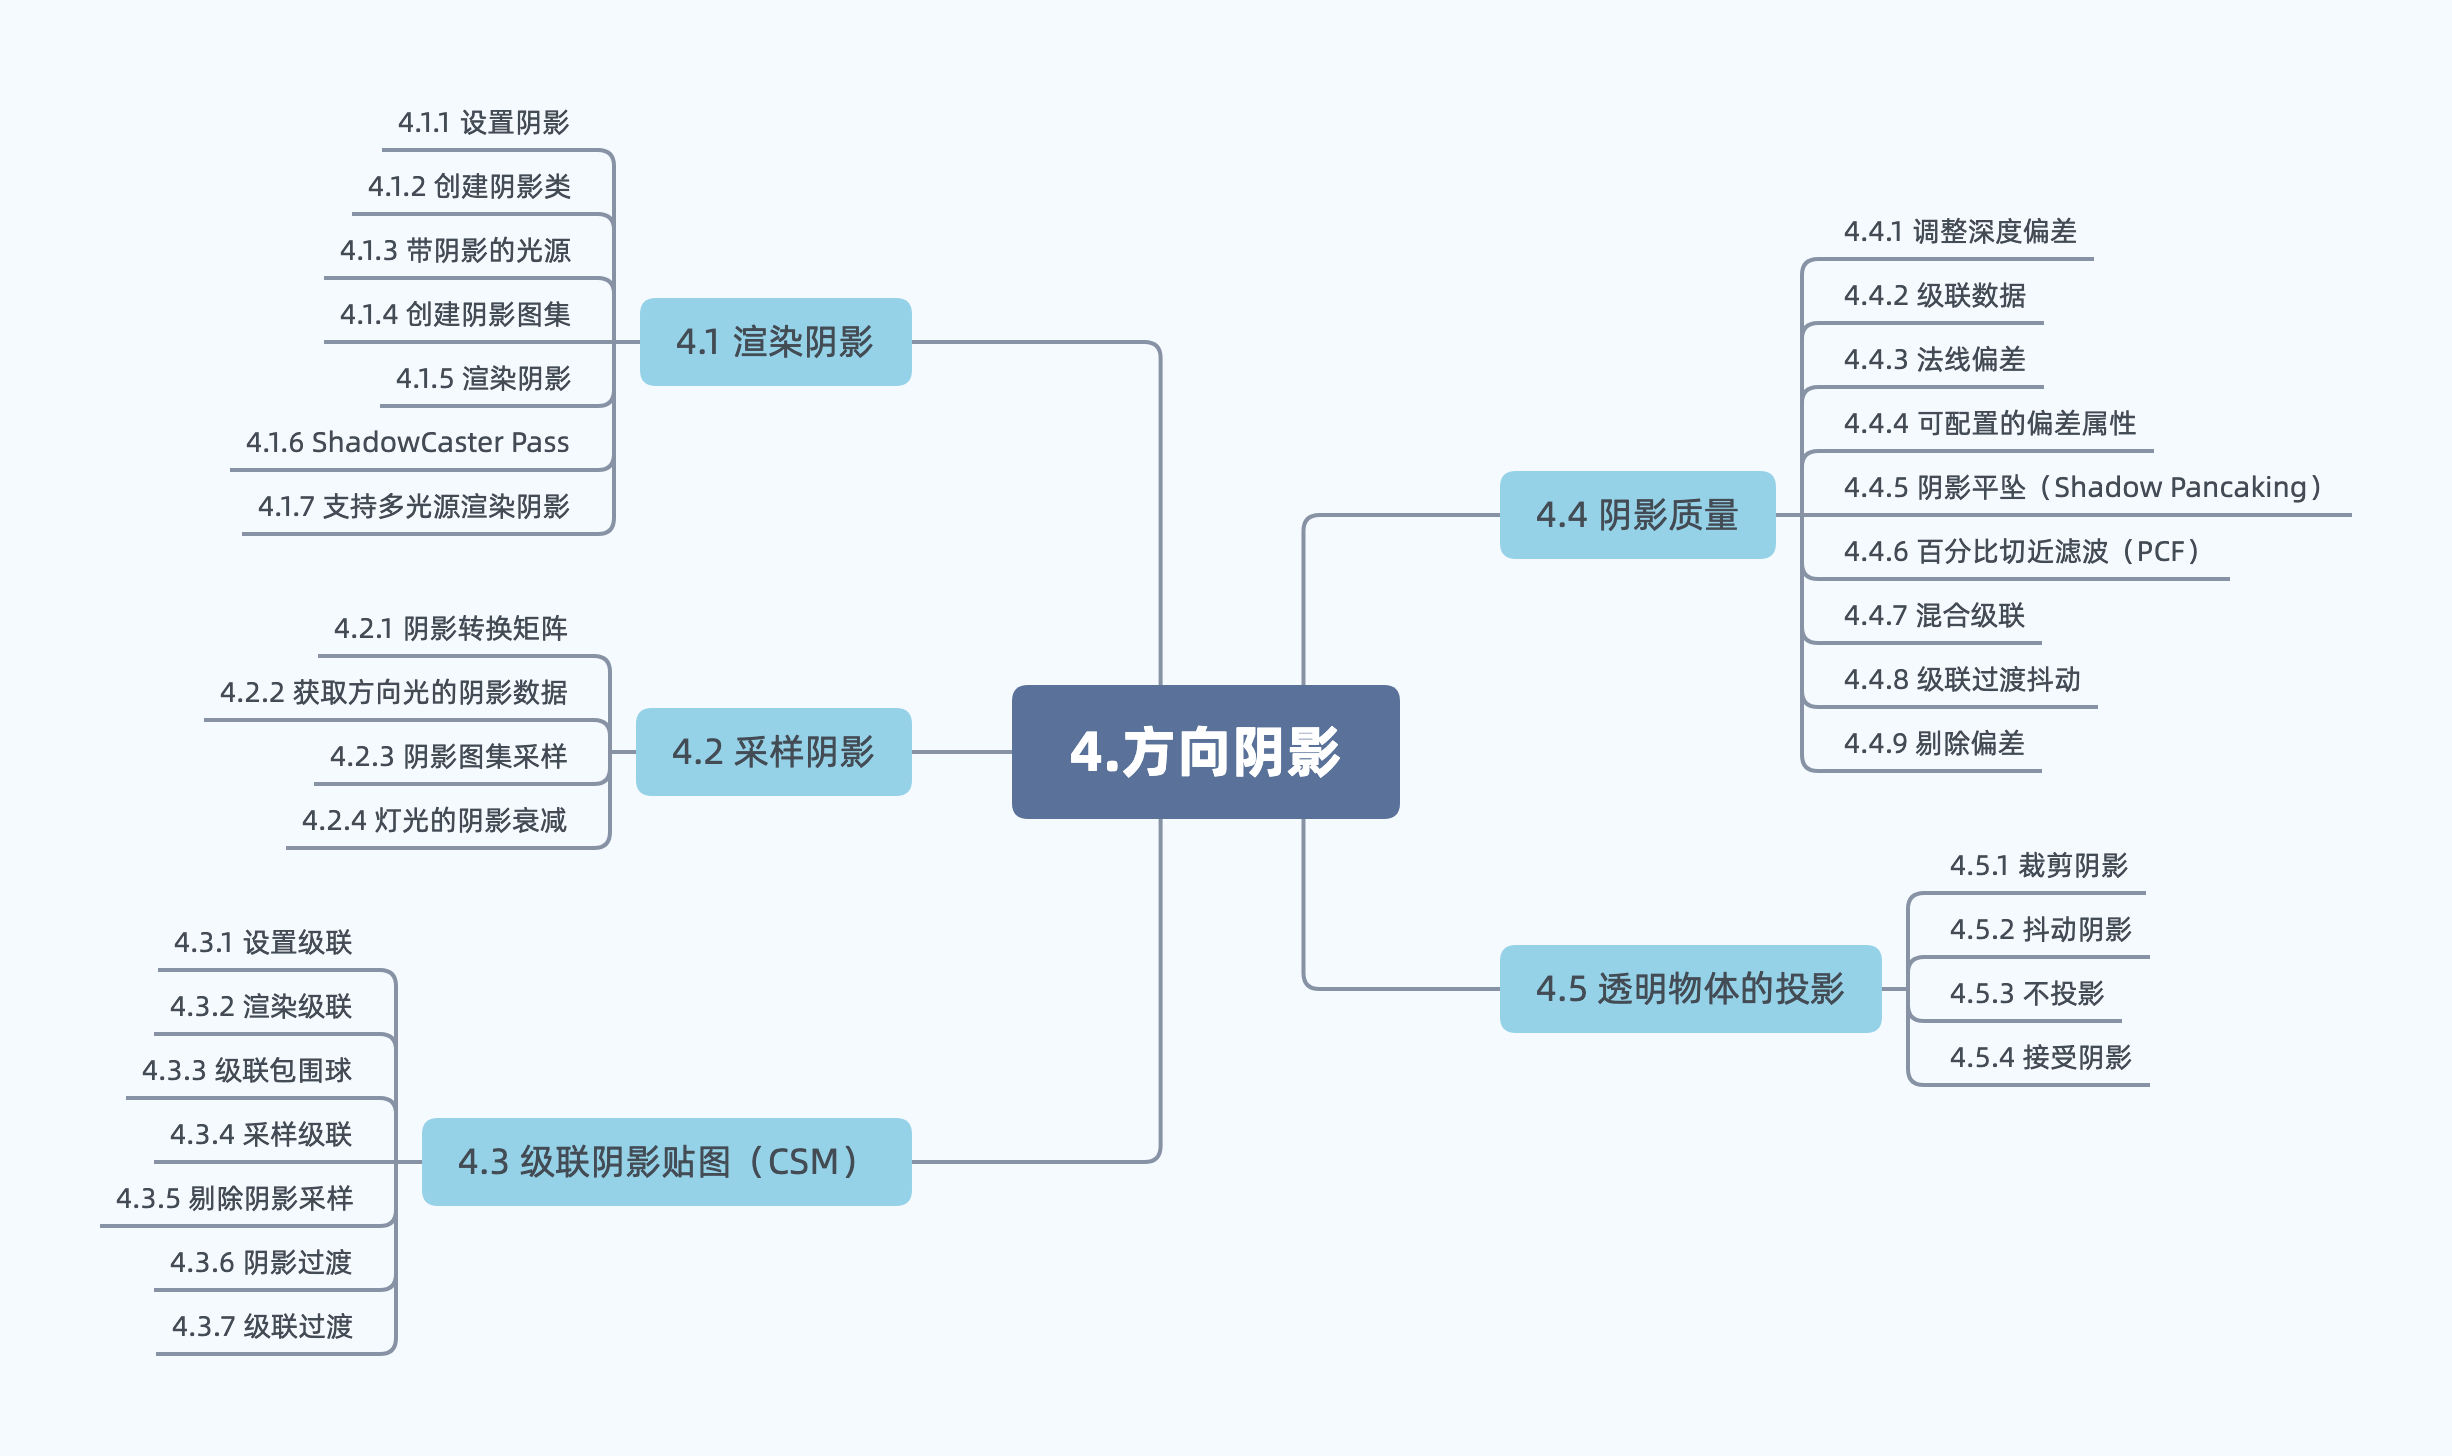 4.方向阴影
4.1 渲染阴影
4.1.1 设置阴影
4.1.2 创建阴影类
4.1.3 带阴影的光源
4.1.4 创建阴影图集
4.1.5 渲染阴影
4.1.6 ShadowCaster Pass
4.1.7 支持多光源渲染阴影
4.2 采样阴影
4.2.1 阴影转换矩阵
4.2.2 获取方向光的阴影数据
4.2.3 阴影图集采样
4.2.4 灯光的阴影衰减
4.3 级联阴影贴图（CSM）
4.3.1 设置级联
4.3.2 渲染级联
4.3.3 级联包围球
4.3.4 采样级联
4.3.5 剔除阴影采样
4.3.6 阴影过渡
4.3.7 级联过渡
4.4 阴影质量
4.4.1 调整深度偏差
4.4.2 级联数据
4.4.3 法线偏差
4.4.4 可配置的偏差属性
4.4.5 阴影平坠（Shadow Pancaking）
4.4.6 百分比切近滤波（PCF）
4.4.7 混合级联
4.4.8 级联过渡抖动
4.4.9 剔除偏差
4.5 透明物体的投影
4.5.1 裁剪阴影
4.5.2 抖动阴影
4.5.3 不投影
4.5.4 接受阴影